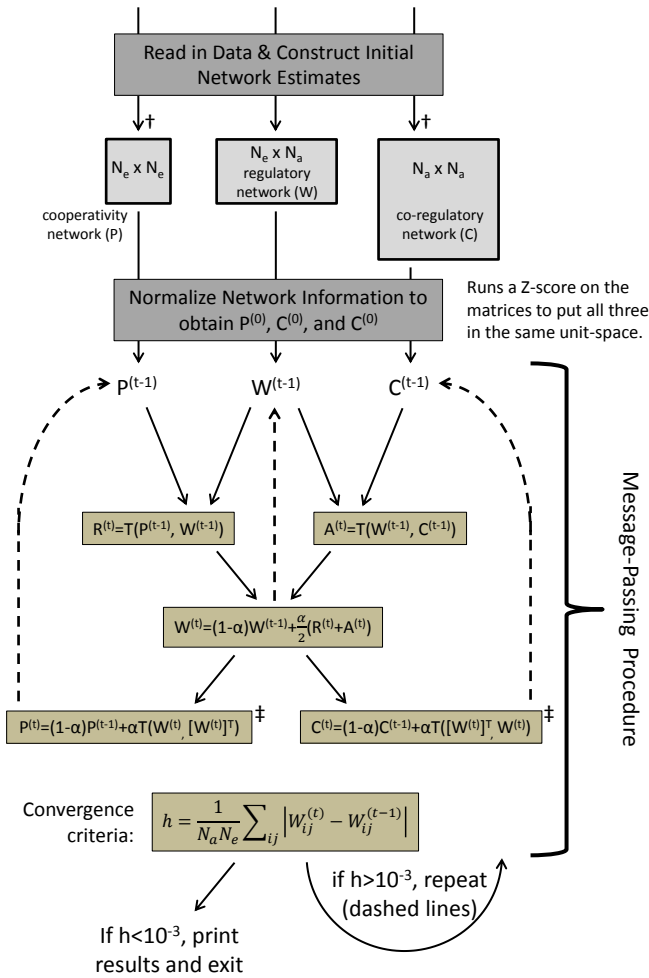 Read in Data & Construct Initial
Network Estimates
†
†
Nₑ x Nₑ
Nₑ x Nₐ
regulatory
network (W)
Nₐ x Nₐ
co-regulatory
network (C)
cooperativity
network (P)
Normalize Network Information to
obtain P⁽⁰⁾, C⁽⁰⁾, and C⁽⁰⁾
Runs a Z-score on the
matrices to put all three
in the same unit-space.
P⁽ᵗ⁻¹⁾
W⁽ᵗ⁻¹⁾
C⁽ᵗ⁻¹⁾
R⁽ᵗ⁾=T(P⁽ᵗ⁻¹⁾, W⁽ᵗ⁻¹⁾)
A⁽ᵗ⁾=T(W⁽ᵗ⁻¹⁾, C⁽ᵗ⁻¹⁾)
W⁽ᵗ⁾=(1-α)W⁽ᵗ⁻¹⁾+α/2(R⁽ᵗ⁾+A⁽ᵗ⁾)
P⁽ᵗ⁾=(1-α)P⁽ᵗ⁻¹⁾+αT(W⁽ᵗ⁾, [W⁽ᵗ⁾]ᵀ) ‡
C⁽ᵗ⁾=(1-α)C⁽ᵗ⁻¹⁾+αT([W⁽ᵗ⁾]ᵀ, W⁽ᵗ⁾) ‡
Message-Passing Procedure
Convergence
criteria:
h = 1/(NₐNₑ) ∑ᵢⱼ |Wᵢⱼ⁽ᵗ⁾ − Wᵢⱼ⁽ᵗ⁻¹⁾|
if h>10⁻³, repeat
(dashed lines)
If h<10⁻³, print
results and exit